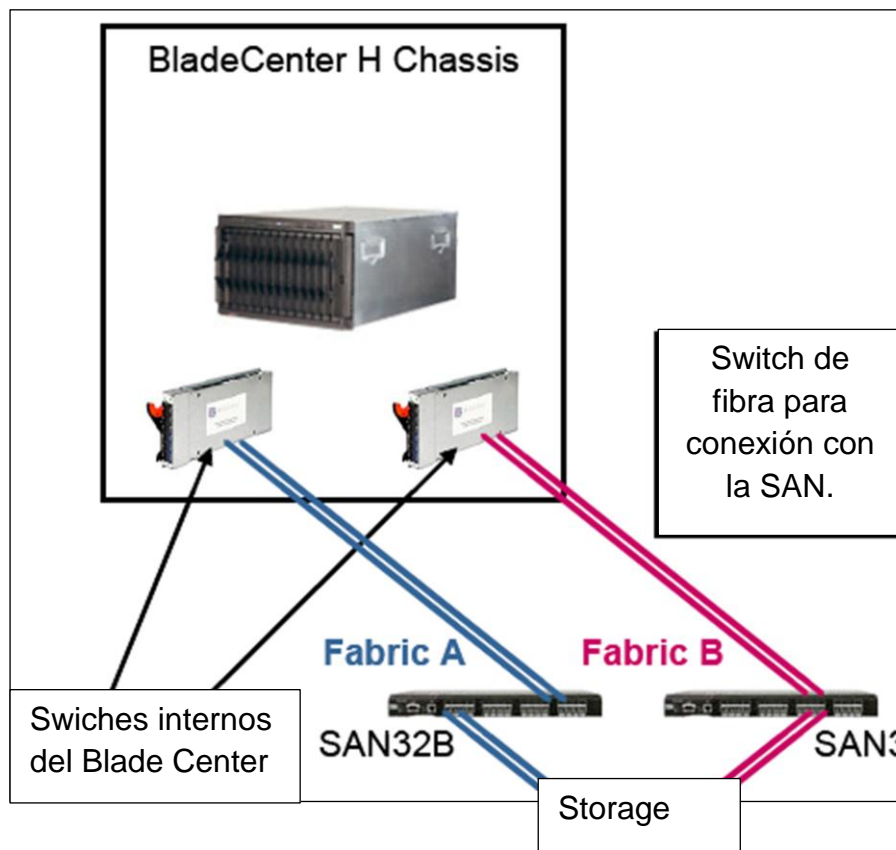 BladeCenter H Chassis
Switch de
fibra para
conexión con
la SAN.
Fabric A
Fabric B
Swiches internos
del Blade Center
SAN32B
SAN3
Storage